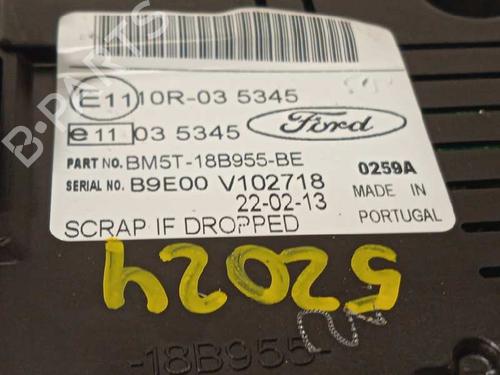 B-PARTS
E11 10R-03 5345
e11 03 5345
Ford
PART NO. BM5T-18B955-BE
SERIAL NO. B9E00 V102718
22-02-13
SCRAP IF DROPPED
0259A
MADE IN
PORTUGAL
52024
-18B955-